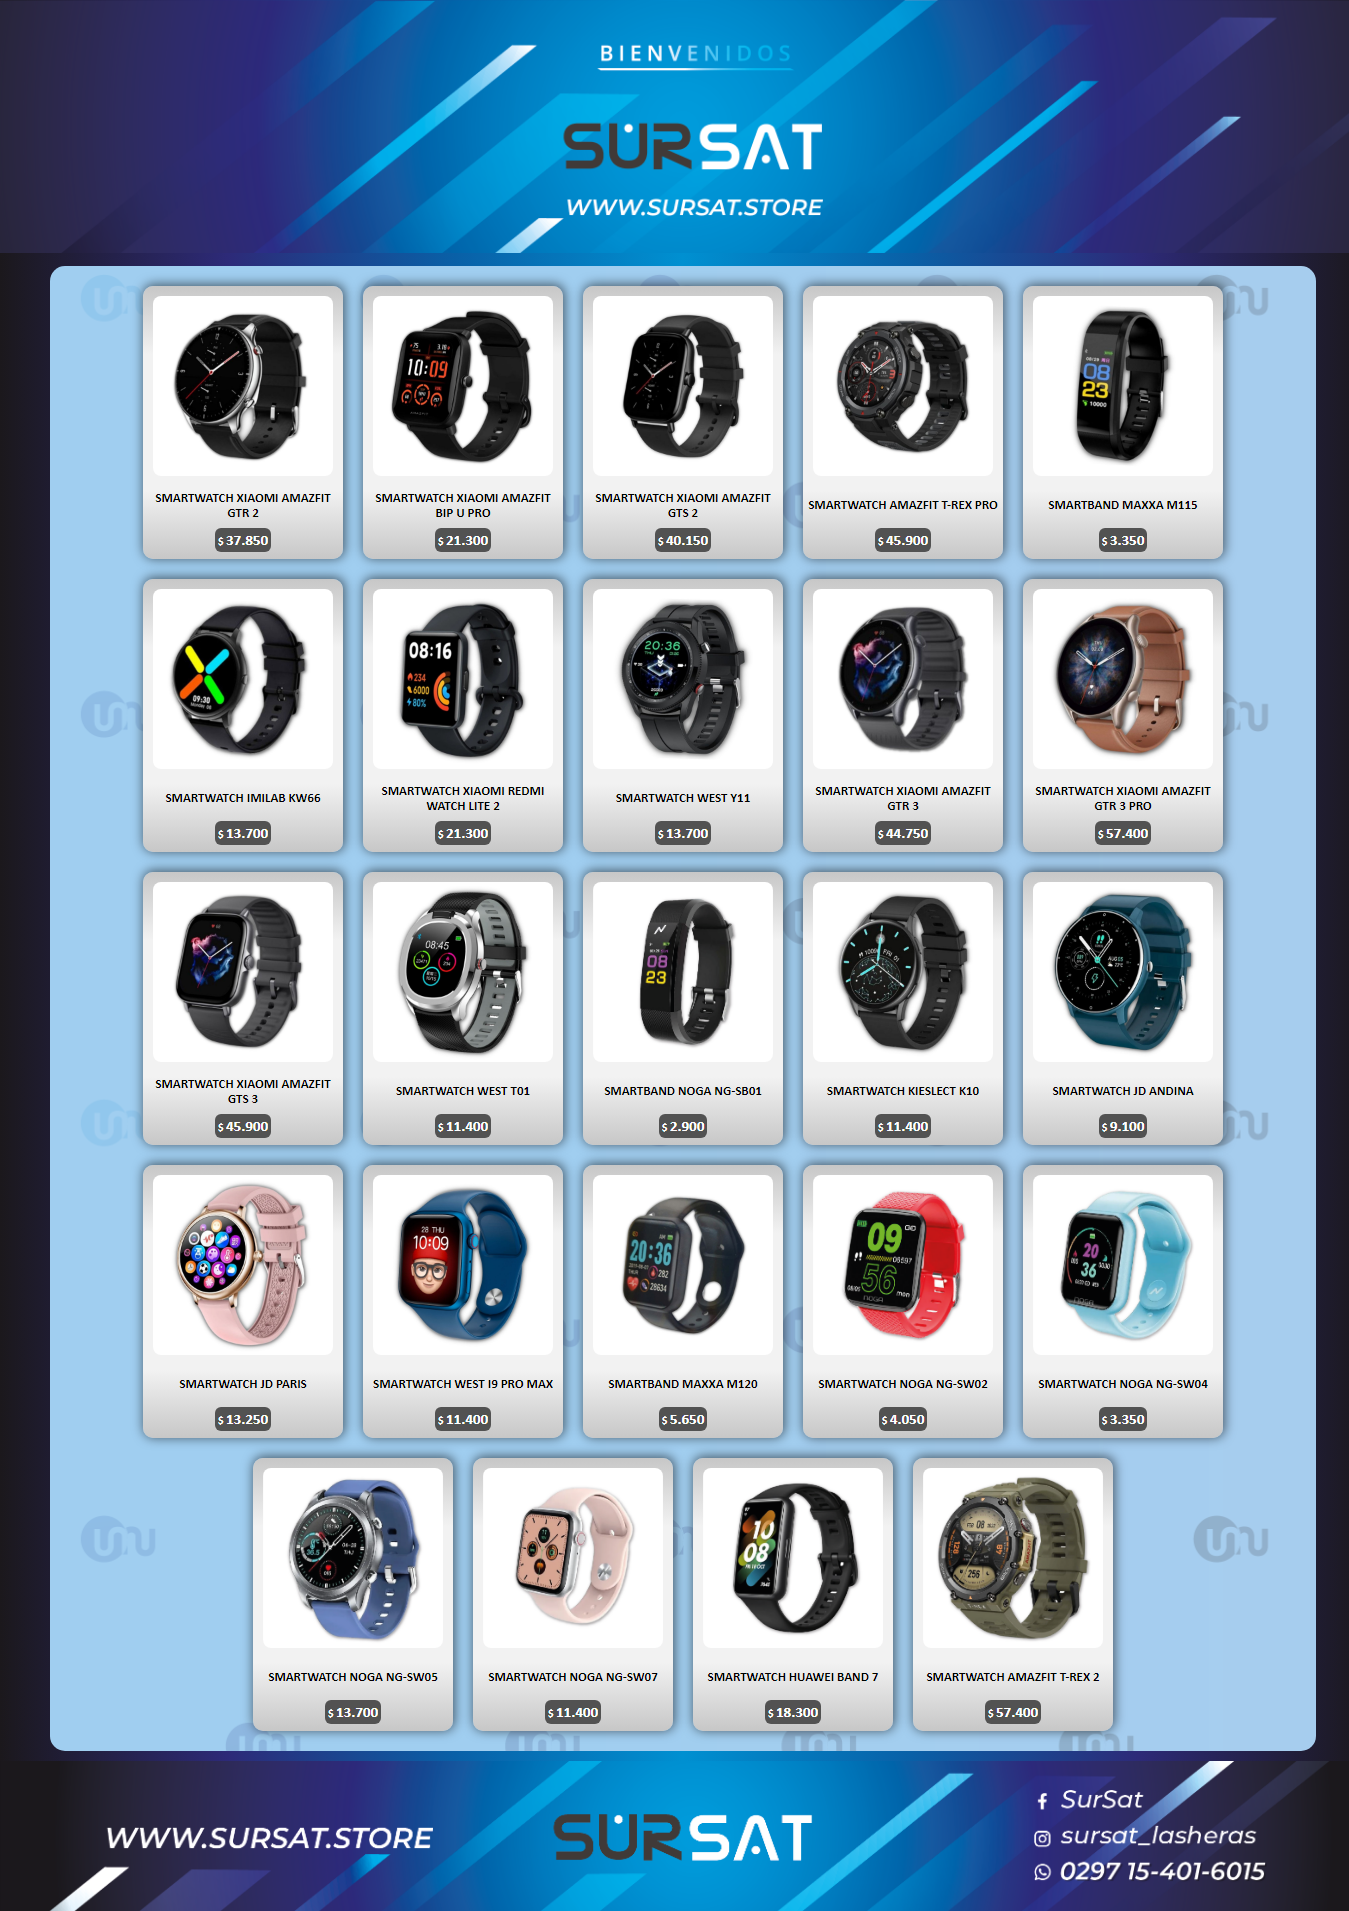 BIENVENIDOS
SURSAT
WWW.SURSAT.STORE
SMARTWATCH XIAOMI AMAZFIT
GTR 2
$ 37.850
SMARTWATCH XIAOMI AMAZFIT
BIP U PRO
$ 21.300
SMARTWATCH XIAOMI AMAZFIT
GTS 2
$ 40.150
SMARTWATCH AMAZFIT T-REX PRO
$ 45.900
SMARTBAND MAXXA M115
$ 3.350
SMARTWATCH IMILAB KW66
$ 13.700
SMARTWATCH XIAOMI REDMI
WATCH LITE 2
$ 21.300
SMARTWATCH WEST Y11
$ 13.700
SMARTWATCH XIAOMI AMAZFIT
GTR 3
$ 44.750
SMARTWATCH XIAOMI AMAZFIT
GTR 3 PRO
$ 57.400
SMARTWATCH XIAOMI AMAZFIT
GTS 3
$ 45.900
SMARTWATCH WEST T01
$ 11.400
SMARTBAND NOGA NG-SB01
$ 2.900
SMARTWATCH KIESLECT K10
$ 11.400
SMARTWATCH JD ANDINA
$ 9.100
SMARTWATCH JD PARIS
$ 13.250
SMARTWATCH WEST I9 PRO MAX
$ 11.400
SMARTBAND MAXXA M120
$ 5.650
SMARTWATCH NOGA NG-SW02
$ 4.050
SMARTWATCH NOGA NG-SW04
$ 3.350
SMARTWATCH NOGA NG-SW05
$ 13.700
SMARTWATCH NOGA NG-SW07
$ 11.400
SMARTWATCH HUAWEI BAND 7
$ 18.300
SMARTWATCH AMAZFIT T-REX 2
$ 57.400
WWW.SURSAT.STORE
SURSAT
SurSat
sursat_lasheras
0297 15-401-6015